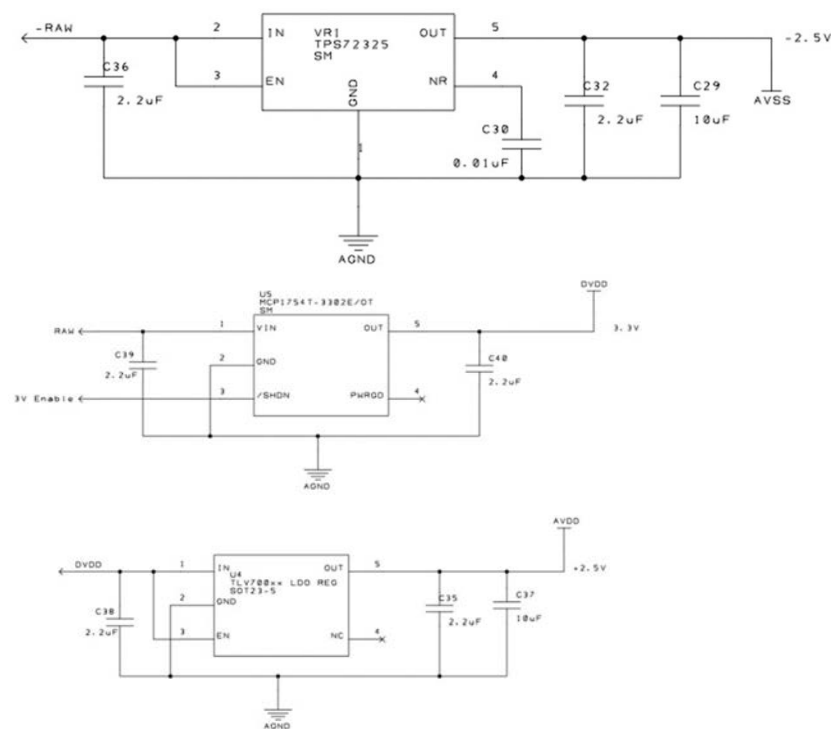 -RAW
2
IN
VRI
TPS72325
SM
OUT
5
-2.5V
C36
2.2uF
3
EN
GND
NR
4
C30
0.01uF
1
C32
2.2uF
C29
10uF
AVSS
AGND
U5
MCP1754T-3302E/OT
SM
DVDD
RAW
1
VIN
OUT
5
3.3V
C39
2.2uF
2
GND
C40
2.2uF
3V Enable
3
/SHDN
PWRGD
4
AGND
AVDD
DVDD
1
IN
U4
TLV700xx LDO REG
SOT23-5
OUT
5
+2.5V
C38
2.2uF
2
GND
C35
2.2uF
C37
10uF
3
EN
NC
4
AGND